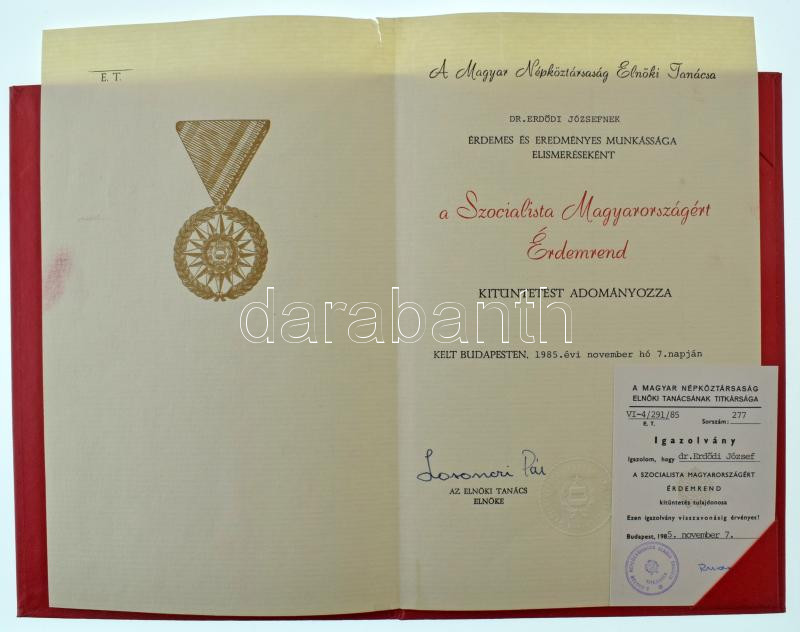 E. T.
A Magyar Népköztársaság Elnöki Tanácsa
DR.ERDŐDI JÓZSEFNEK
ÉRDEMES ÉS EREDMÉNYES MUNKÁSSÁGA
ELISMERÉSEKÉNT
a Szocialista Magyarországért
Érdemrend
KITÜNTETÉST ADOMÁNYOZZA
darabanth
KELT BUDAPESTEN, 1985.évi november hó 7.napján
Losonczi Pál
AZ ELNÖKI TANÁCS
ELNÖKE
A MAGYAR NÉPKÖZTÁRSASÁG
ELNÖKI TANÁCSÁNAK TITKÁRSÁGA
VI-4/291/85 Sorszám: 277
E. T.
Igazolvány
Igazolom, hogy dr.Erdődi József
A SZOCIALISTA MAGYARORSZÁGÉRT
ÉRDEMREND
kitüntetés tulajdonosa
Ezen igazolvány visszavonásig érvényes!
Budapest, 1985. november 7.